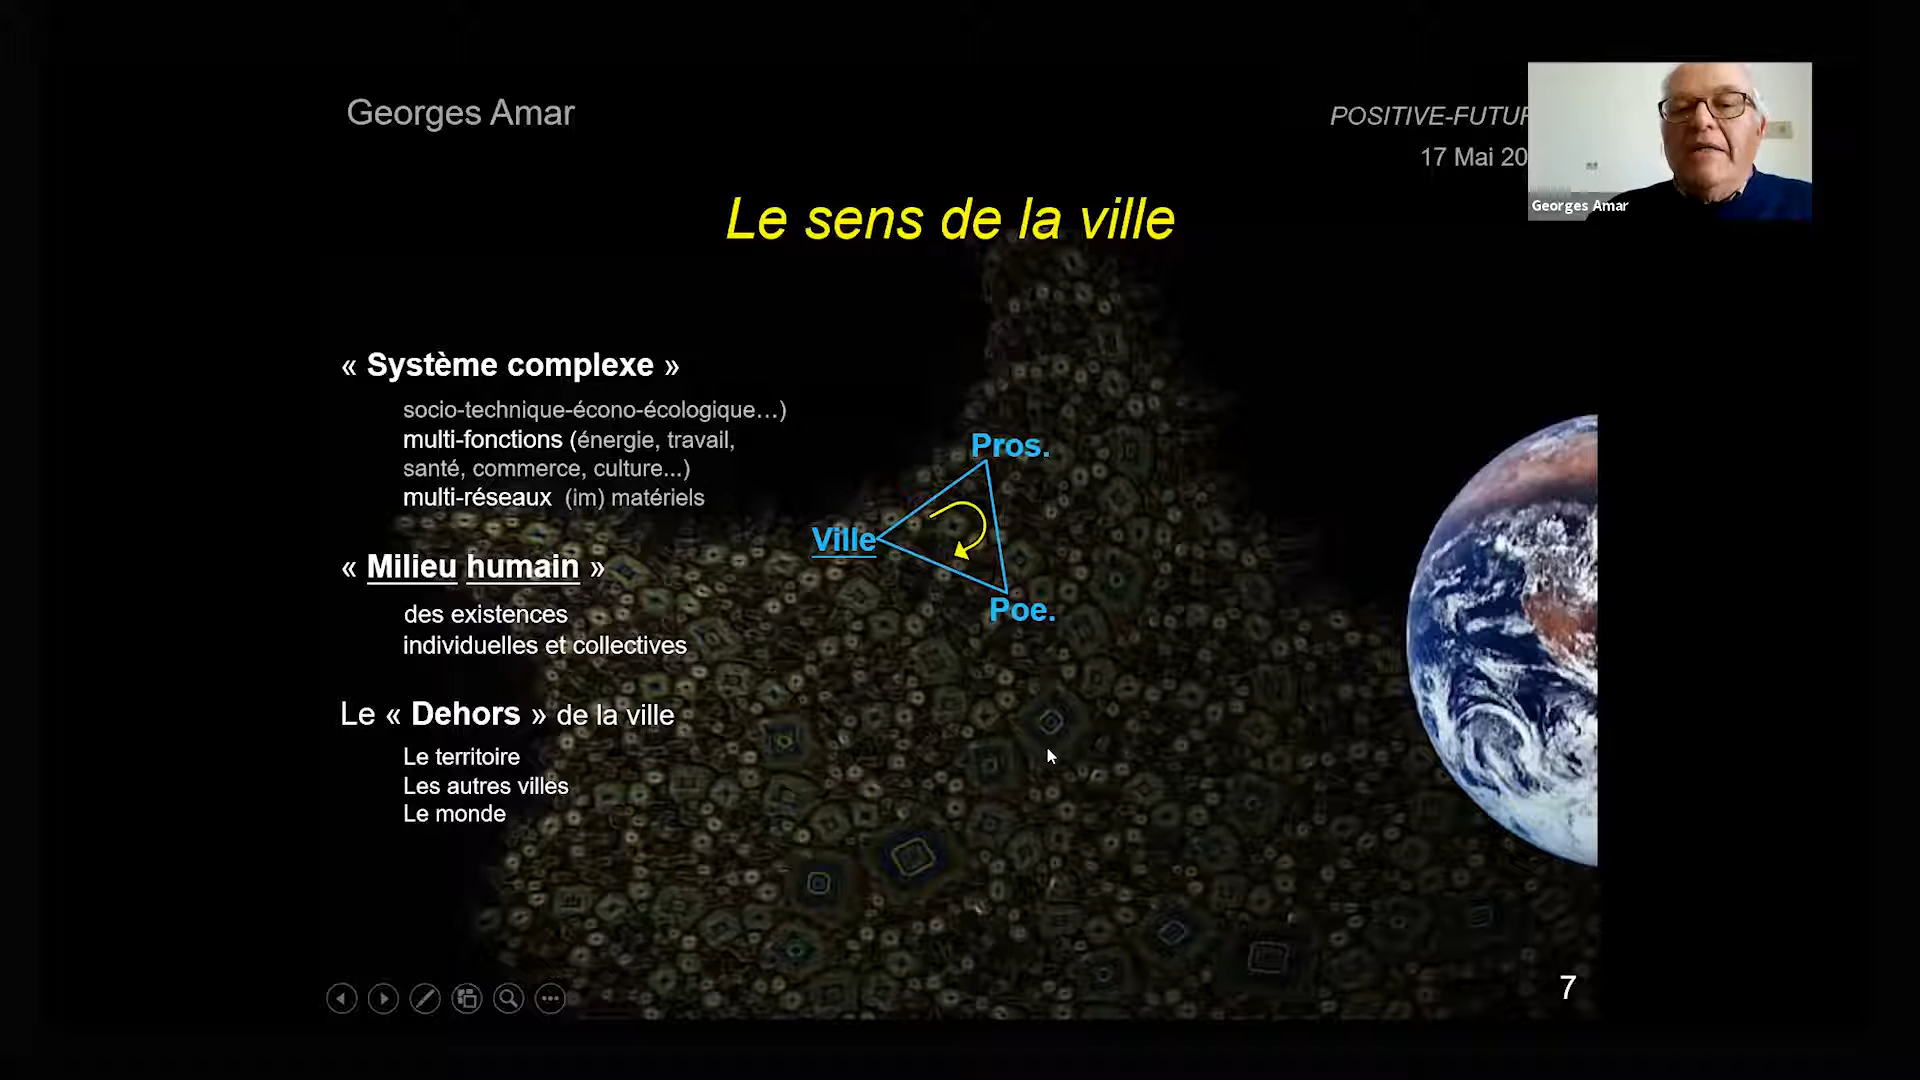 Georges Amar
POSITIVE-FUTUR
17 Mai 20
Georges Amar
Le sens de la ville
« Système complexe »
socio-technique-écono-écologique…)
multi-fonctions (énergie, travail,
santé, commerce, culture...)
multi-réseaux (im) matériels
« Milieu humain »
des existences
individuelles et collectives
Le « Dehors » de la ville
Le territoire
Les autres villes
Le monde
Pros.
Ville
Poe.
7